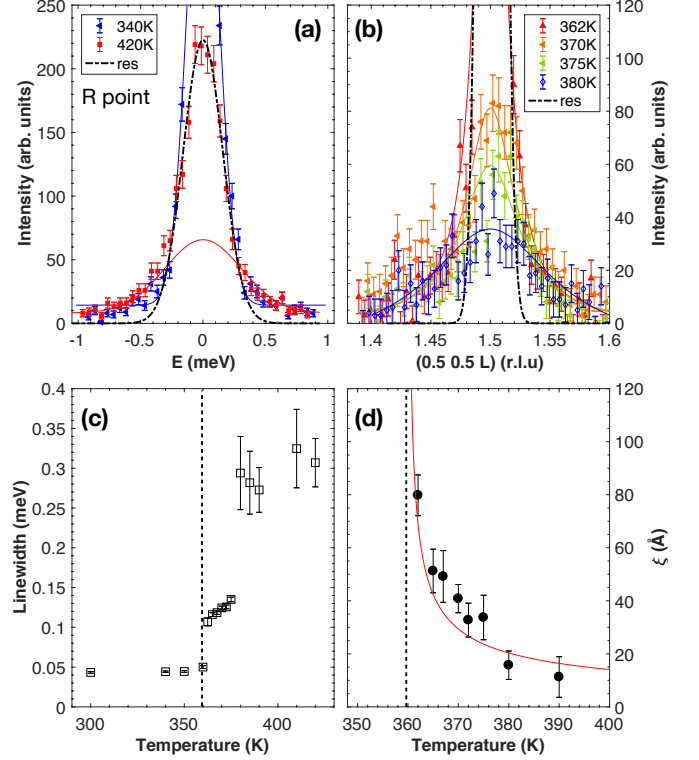 (a)
340K
420K
res
R point
Intensity (arb. units)
250
200
150
100
50
0
-1
-0.5
0
0.5
1
E (meV)
(b)
362K
370K
375K
380K
res
120
100
80
60
40
20
0
Intensity (arb. units)
1.4
1.45
1.5
1.55
1.6
(0.5 0.5 L) (r.l.u)
(c)
Linewidth (meV)
0.4
0.35
0.3
0.25
0.2
0.15
0.1
0.05
0
300
350
400
Temperature (K)
(d)
120
100
80
60
40
20
0
ξ (Å)
350
360
370
380
390
400
Temperature (K)